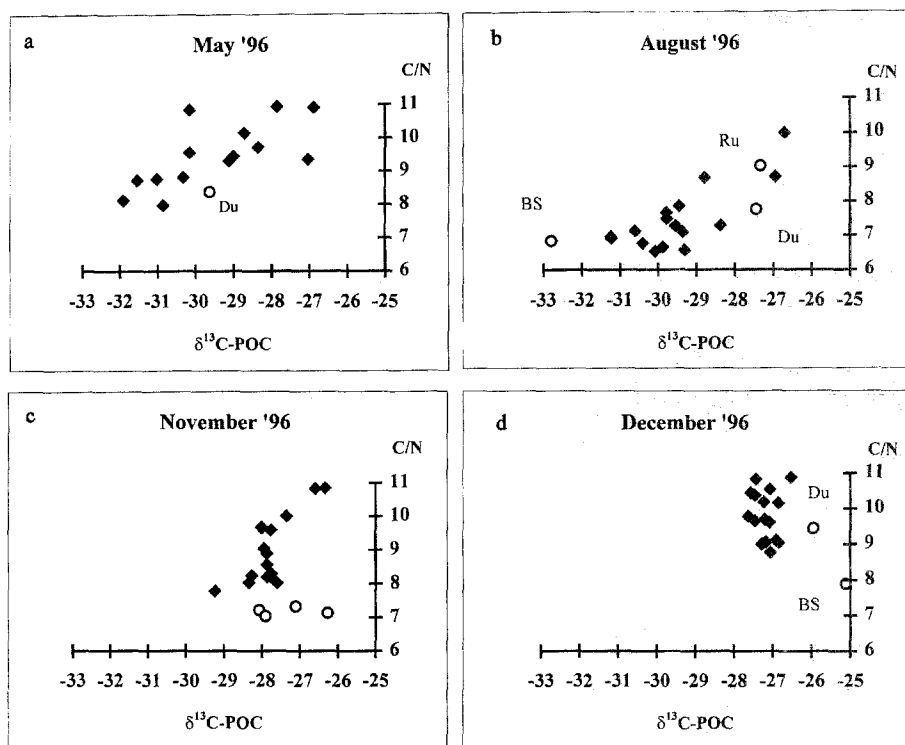 a
May '96
C/N
11
10
9
8
7
6
Du
-33 -32 -31 -30 -29 -28 -27 -26 -25
δ¹³C-POC
b
August '96
C/N
11
10
9
8
7
6
Ru
BS
Du
-33 -32 -31 -30 -29 -28 -27 -26 -25
δ¹³C-POC
c
November '96
C/N
11
10
9
8
7
6
-33 -32 -31 -30 -29 -28 -27 -26 -25
δ¹³C-POC
d
December '96
C/N
11
10
9
8
7
6
Du
BS
-33 -32 -31 -30 -29 -28 -27 -26 -25
δ¹³C-POC